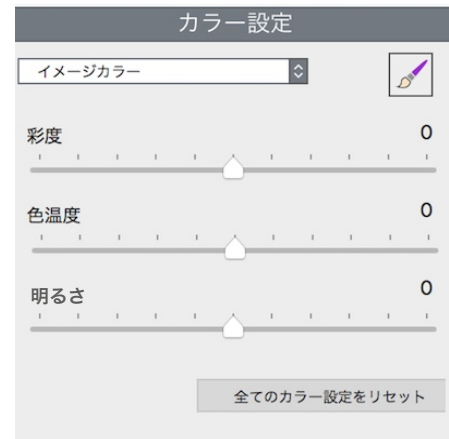 カラー設定
イメージカラー
彩度 0
色温度 0
明るさ 0
全てのカラー設定をリセット